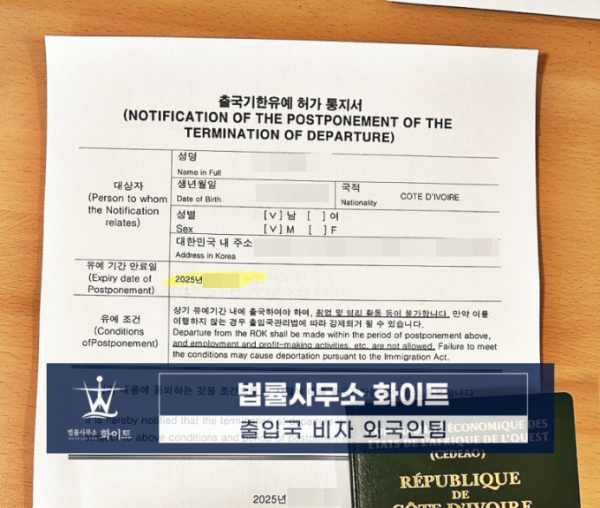 출국기한유예 허가 통지서
(NOTIFICATION OF THE POSTPONEMENT OF THE
TERMINATION OF DEPARTURE)
대상자
(Person to whom
the Notification
relates)
성명
Name in Full
생년월일
Date of Birth
국적
Nationality
COTE D'IVOIRE
성별 [V]남 [ ]여
Sex [V]M [ ]F
대한민국 내 주소
Address in Korea
유예 기간 만료일
(Expiry date of
Postponement)
2025년
유예 조건
(Conditions
ofPostponement)
상기 유예기간 내에 출국하여야 하며, 취업 및 영리 활동 등이 불가합니다. 만약 이를
이행하지 않는 경우 출입국관리법에 따라 강제퇴거 될 수 있습니다.
Departure from the ROK shall be made within the period of postponement above,
and employment and profit-making activities, etc. are not allowed. Failure to meet
the conditions may cause deportation pursuant to the Immigration Act.
법률사무소 화이트
법률사무소 화이트
출입국 비자 외국인팀
2025년
ÉCONOMIQUE DES
ÉTATS DE L'AFRIQUE DE L'OUEST
(CEDEAO)
RÉPUBLIQUE
DE
CÔTE D'IVOIRE